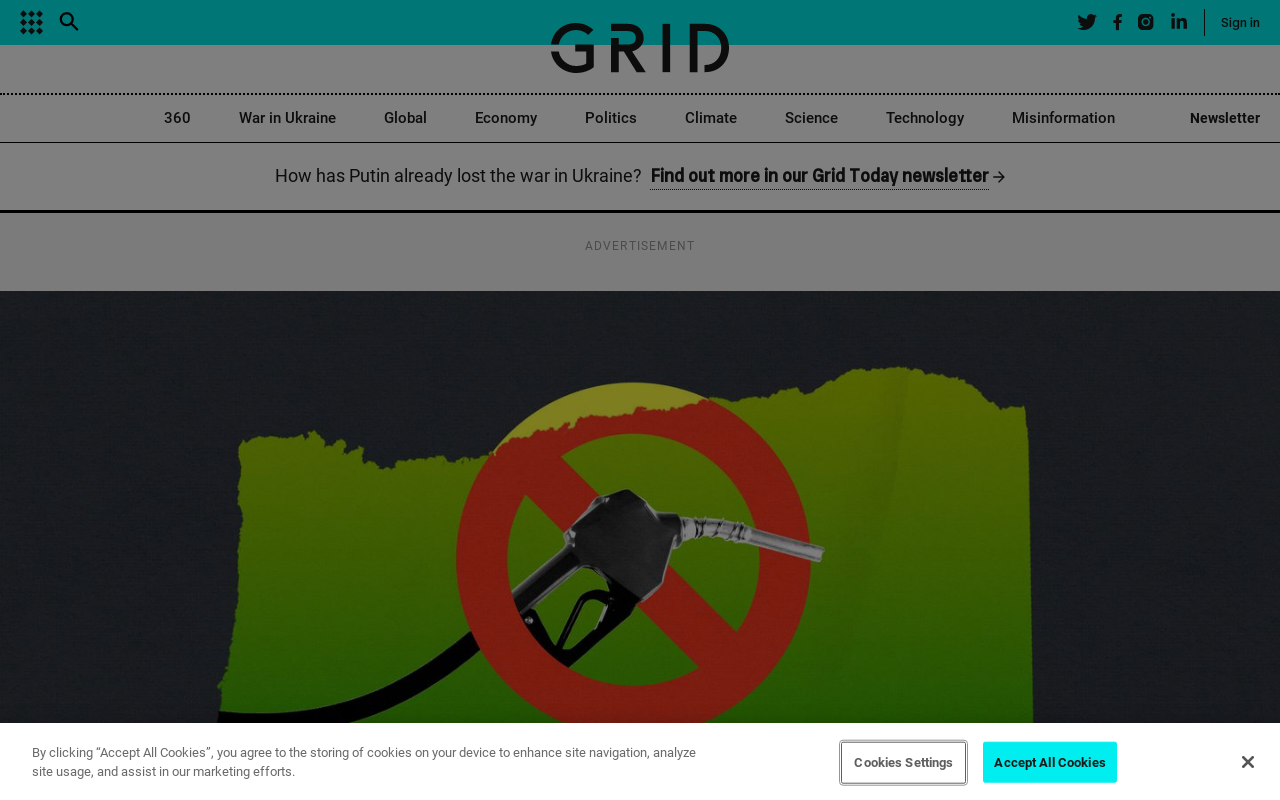 Sign in
GRID
360 War in Ukraine Global Economy Politics Climate Science Technology Misinformation Newsletter
How has Putin already lost the war in Ukraine? Find out more in our Grid Today newsletter
ADVERTISEMENT
By clicking “Accept All Cookies”, you agree to the storing of cookies on your device to enhance site navigation, analyze
site usage, and assist in our marketing efforts.
Cookies Settings
Accept All Cookies